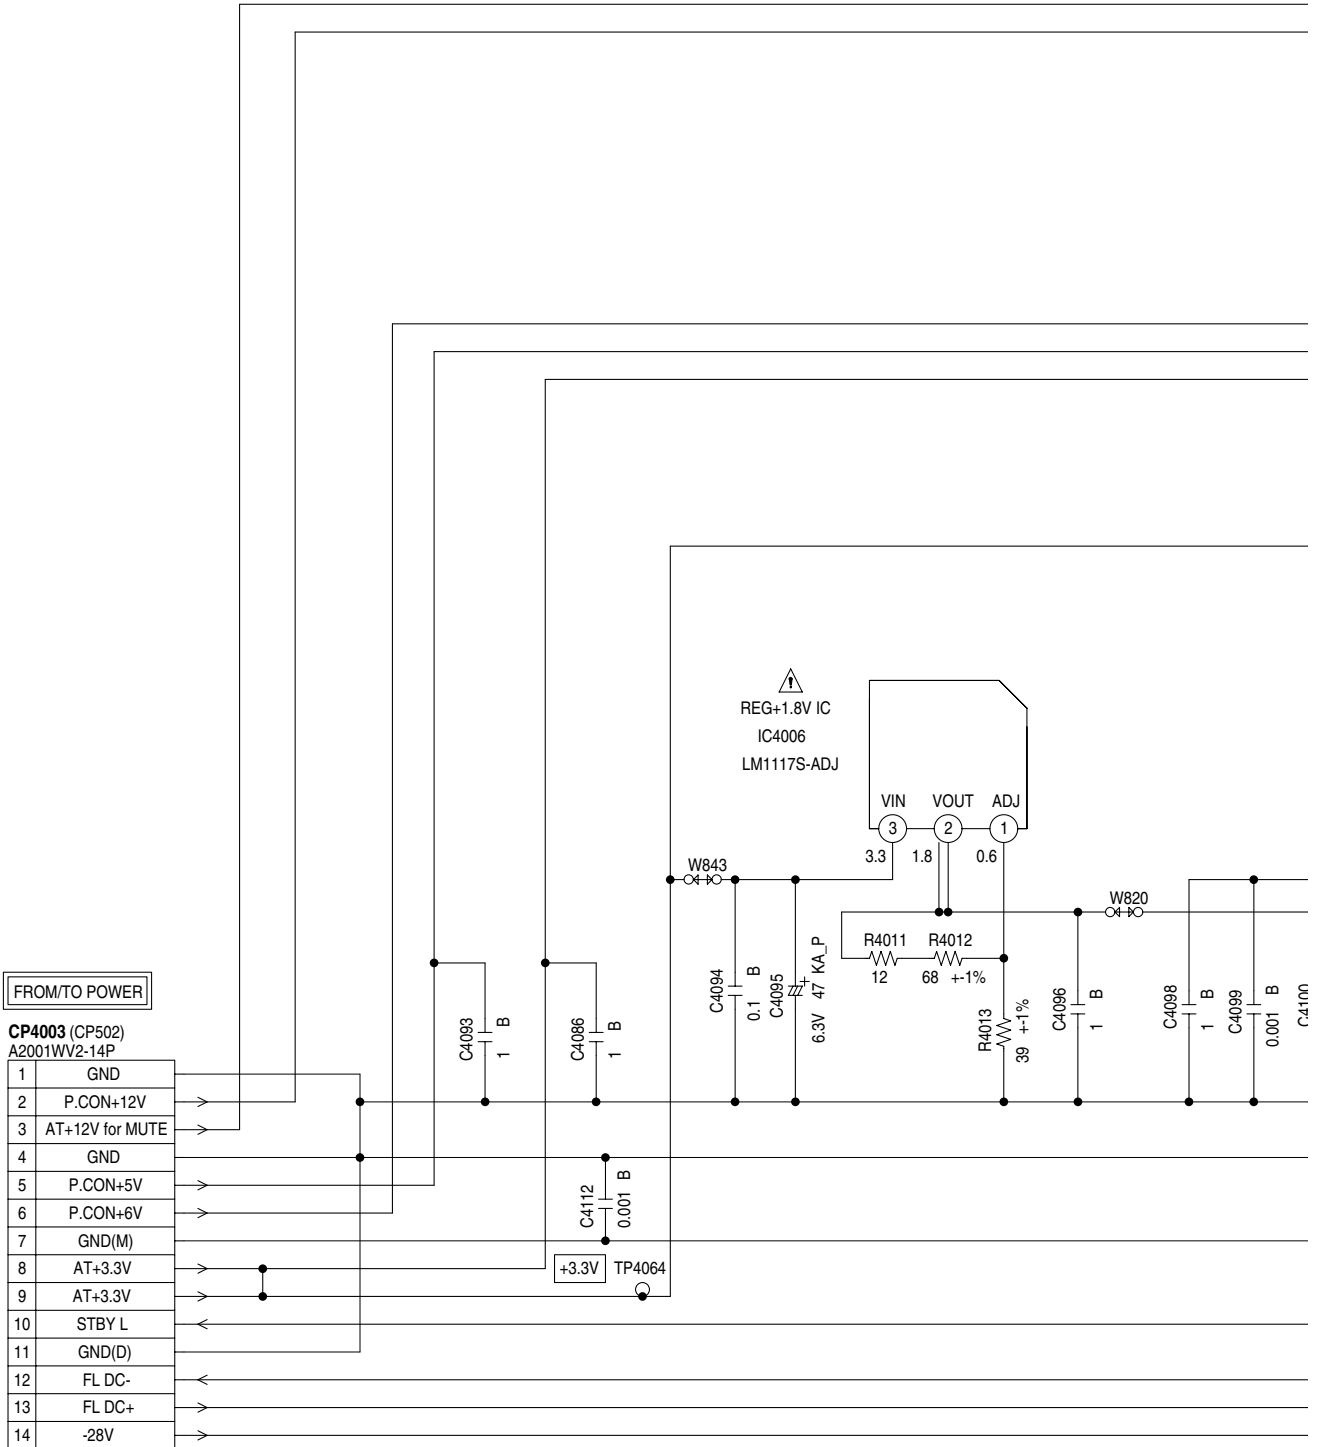 REG+1.8V IC
IC4006
LM1117S-ADJ
VIN VOUT ADJ
3 2 1
3.3 1.8 0.6
W843
W820
R4011 R4012
12 68 +-1%
C4094
0.1 B
C4095
6.3V 47 KA_P
+
R4013
39 +-1%
C4096
1 B
C4098
1 B
C4099
0.001 B
C4100
C4093
1 B
C4086
1 B
FROM/TO POWER
CP4003 (CP502)
A2001WV2-14P
1 GND
2 P.CON+12V
3 AT+12V for MUTE
4 GND
5 P.CON+5V
6 P.CON+6V
7 GND(M)
8 AT+3.3V
9 AT+3.3V
10 STBY L
11 GND(D)
12 FL DC-
13 FL DC+
14 -28V
C4112
0.001 B
+3.3V TP4064